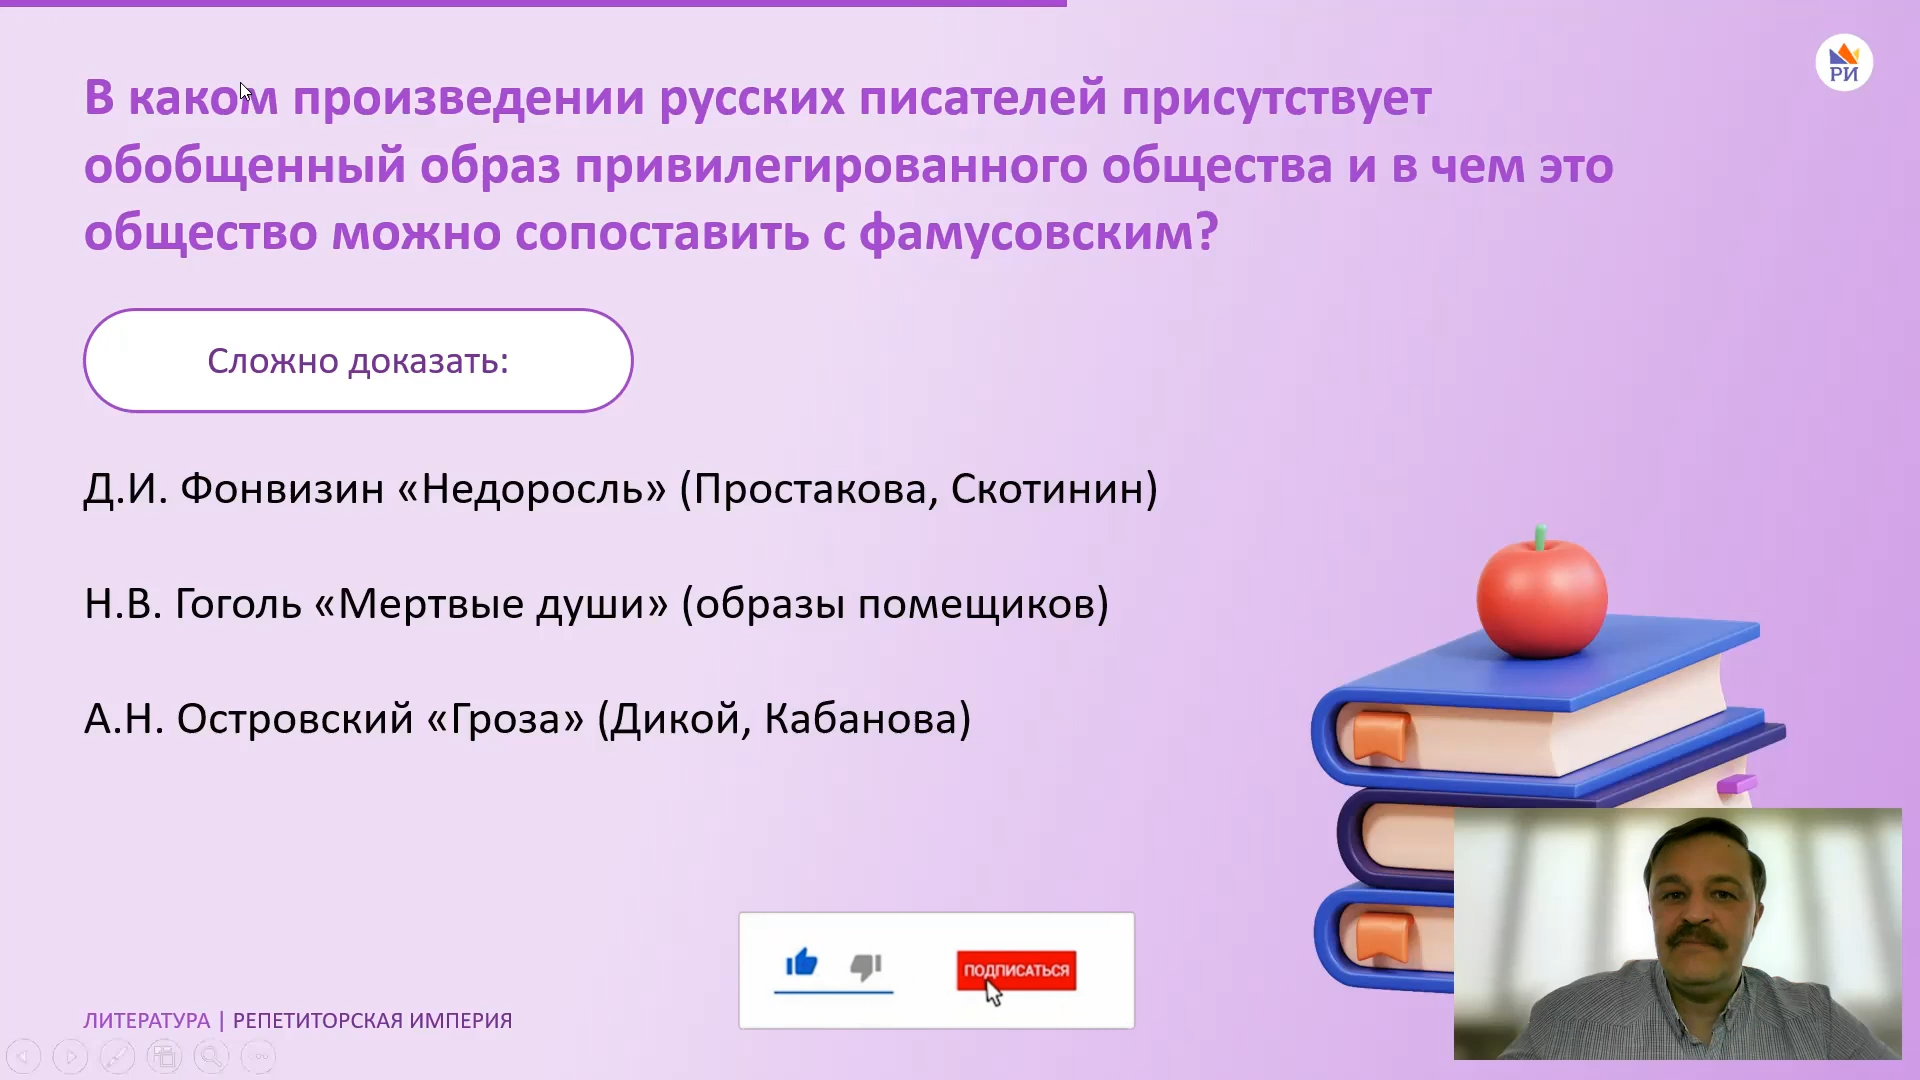 В каком произведении русских писателей присутствует
обобщенный образ привилегированного общества и в чем это
общество можно сопоставить с фамусовским?
РИ
Сложно доказать:
Д.И. Фонвизин «Недоросль» (Простакова, Скотинин)
Н.В. Гоголь «Мертвые души» (образы помещиков)
А.Н. Островский «Гроза» (Дикой, Кабанова)
ПОДПИСАТЬСЯ
ЛИТЕРАТУРА | РЕПЕТИТОРСКАЯ ИМПЕРИЯ